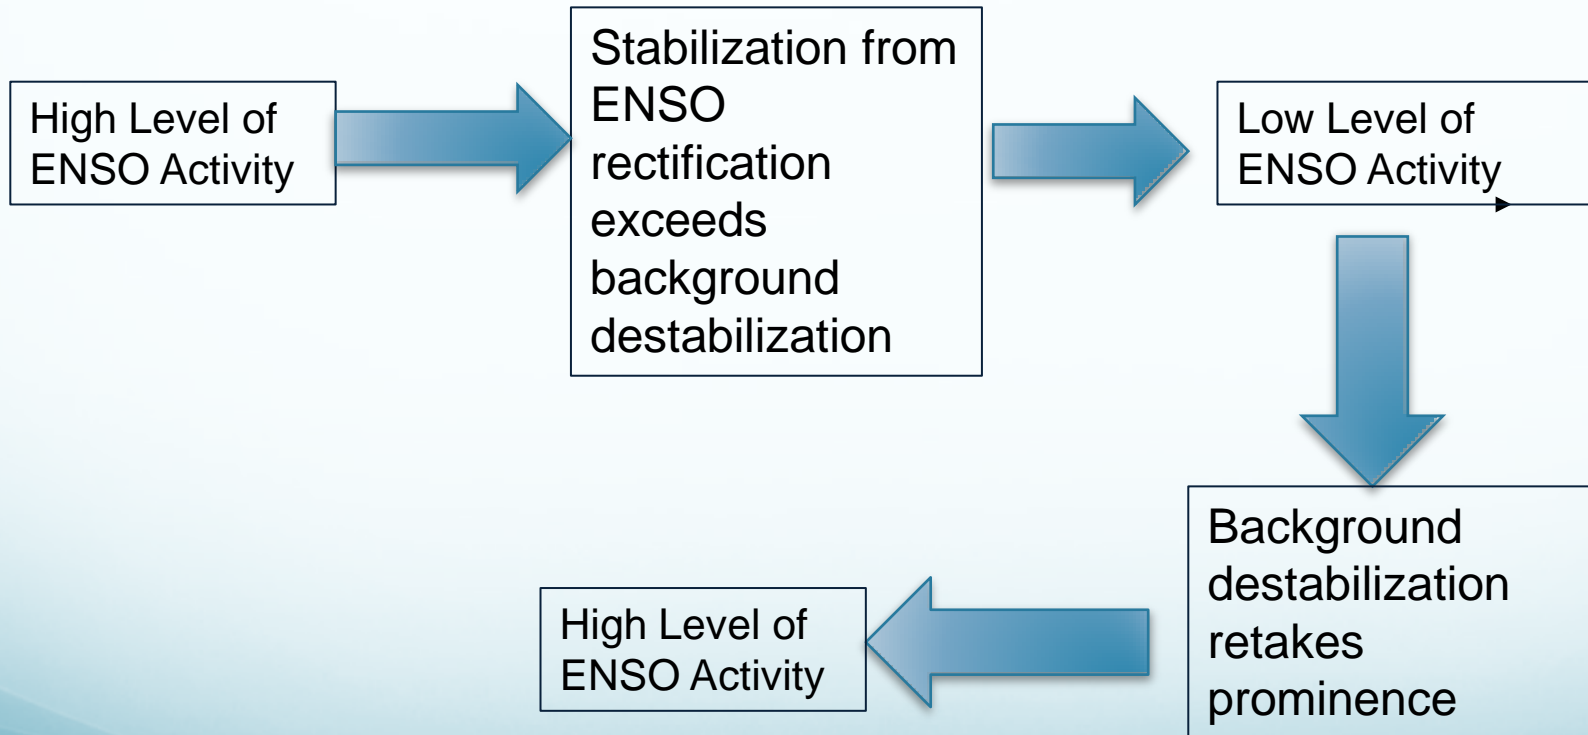 High Level of
ENSO Activity
Stabilization from
ENSO
rectification
exceeds
background
destabilization
Low Level of
ENSO Activity
Background
destabilization
retakes
prominence
High Level of
ENSO Activity